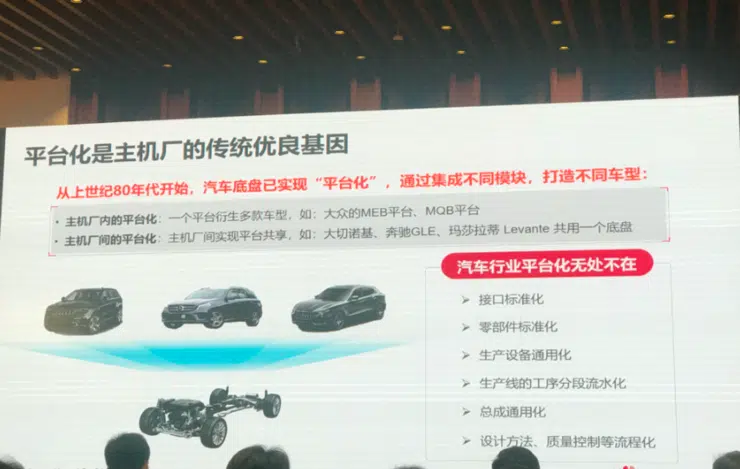 平台化是主机厂的传统优良基因
从上世纪80年代开始，汽车底盘已实现“平台化”，通过集成不同模块，打造不同车型：
➢ 主机厂内的平台化：一个平台衍生多款车型，如：大众的MEB平台、MQB平台
➢ 主机厂间的平台化：主机厂间实现平台共享，如：大切诺基、奔驰GLE、玛莎拉蒂 Levante 共用一个底盘
汽车行业平台化无处不在
➢ 接口标准化
➢ 零部件标准化
➢ 生产设备通用化
➢ 生产线的工序分段流水化
➢ 总成通用化
➢ 设计方法、质量控制等流程化